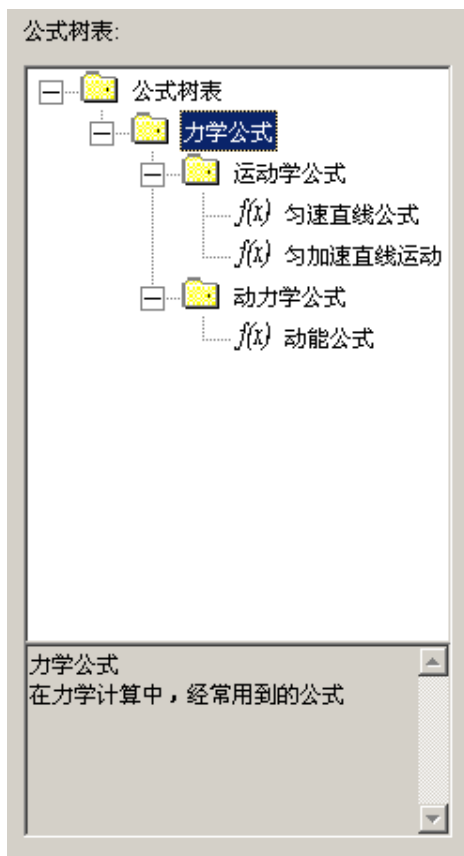 公式树表:
公式树表
力学公式
运动学公式
f(x) 匀速直线公式
f(x) 匀加速直线运动
动力学公式
f(x) 动能公式
力学公式
在力学计算中，经常用到的公式